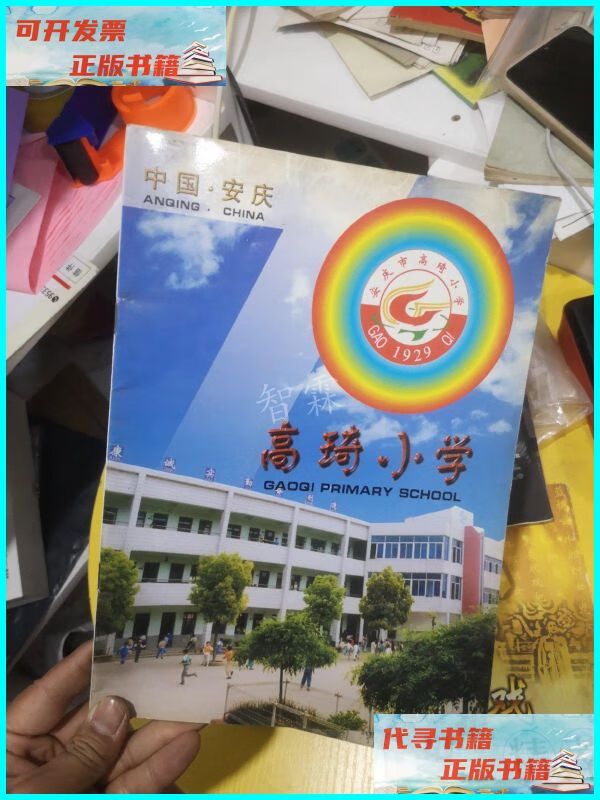 可开发票
正版书籍
中国·安庆
ANQING · CHINA
安庆市高琦小学
GAO 1929 QI
智霖
高琦小学
GAOQI PRIMARY SCHOOL
代寻书籍
正版书籍